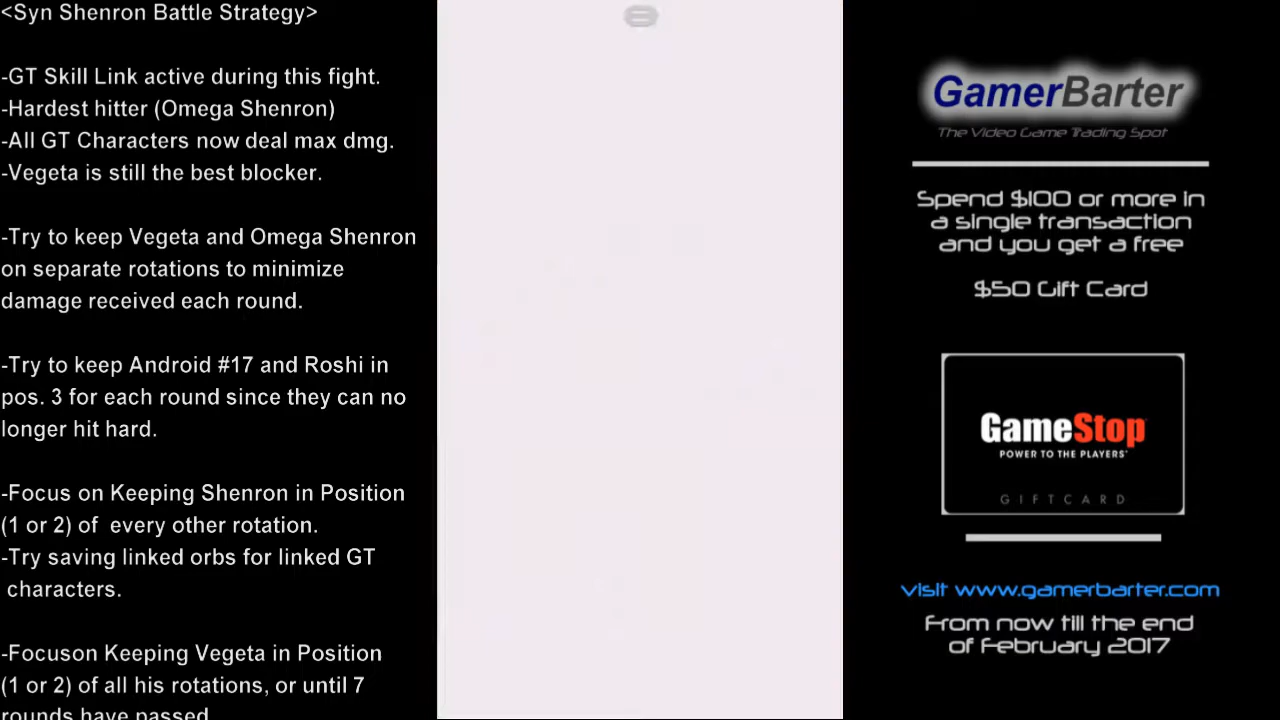 <Syn Shenron Battle Strategy>
-GT Skill Link active during this fight.
-Hardest hitter (Omega Shenron)
-All GT Characters now deal max dmg.
-Vegeta is still the best blocker.
-Try to keep Vegeta and Omega Shenron
on separate rotations to minimize
damage received each round.
-Try to keep Android #17 and Roshi in
pos. 3 for each round since they can no
longer hit hard.
-Focus on Keeping Shenron in Position
(1 or 2) of every other rotation.
-Try saving linked orbs for linked GT
characters.
-Focuson Keeping Vegeta in Position
(1 or 2) of all his rotations, or until 7
rounds have passed
GamerBarter
The Video Game Trading Spot
Spend $100 or more in
a single transaction
and you get a free
$50 Gift Card
GameStop
POWER TO THE PLAYERS
GIFTCARD
visit www.gamerbarter.com
From now till the end
of February 2017